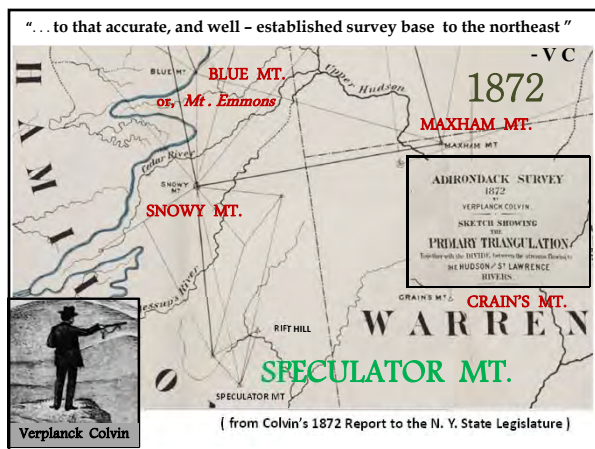 “. . . to that accurate, and well – established survey base to the northeast ”
- V C
1872
BLUE MT.
BLUE MT.
or, Mt. Emmons
Upper Hudson
MAXHAM MT.
MAXHAM MT
HAMIL
Cedar River
SNOWY MT.
SNOWY MT.
ADIRONDACK SURVEY
1872
BY
VERPLANCK COLVIN.
SKETCH SHOWING
THE
PRIMARY TRIANGULATION
Together with the DIVIDE, between the streams flowing to
THE HUDSON AND ST LAWRENCE
RIVERS.
Jessups River
CRAIN'S MT.
CRAIN'S MT.
WARREN
RIFT HILL
SPECULATOR MT.
SPECULATOR MT
O
Verplanck Colvin
( from Colvin's 1872 Report to the N. Y. State Legislature )